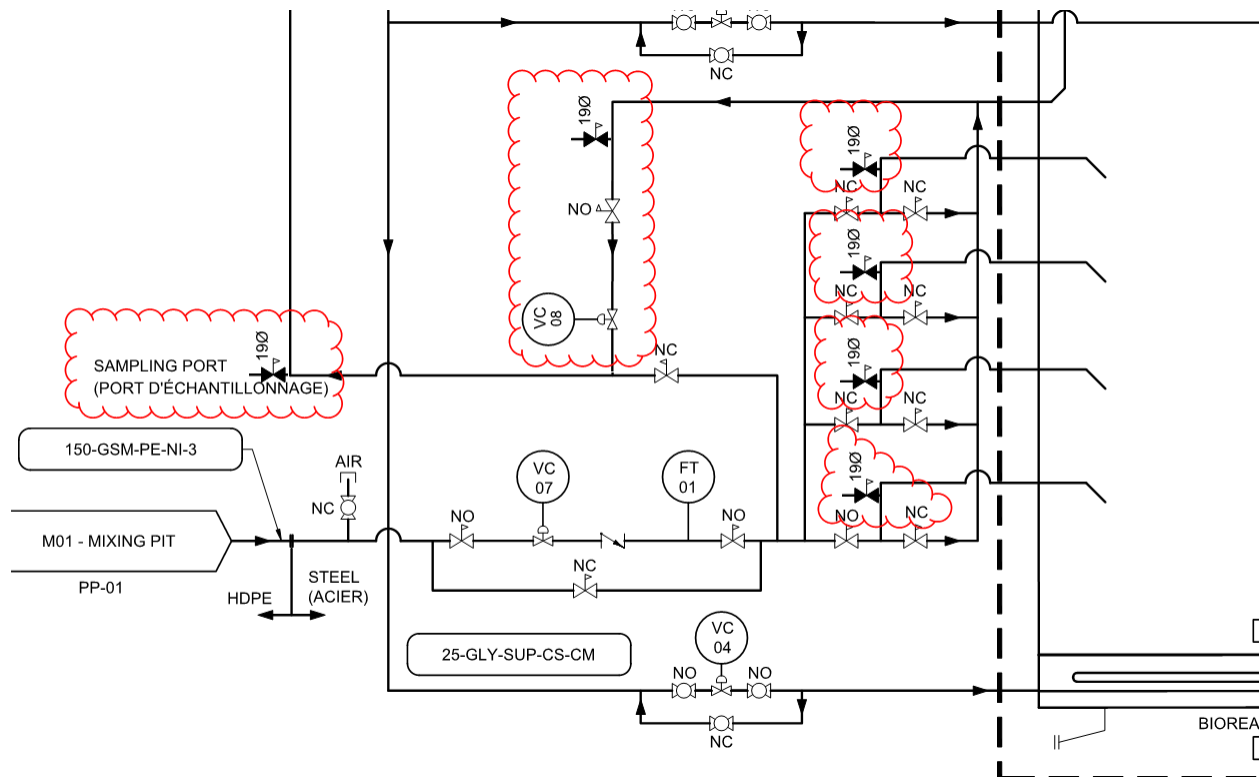 NC
19Ø
19Ø
19Ø
NC
NC
NO
19Ø
NC
NC
VC
08
19Ø
SAMPLING PORT
(PORT D'ÉCHANTILLONNAGE)
NC
19Ø
NC
NC
150-GSM-PE-NI-3
AIR
NC
VC
07
FT
01
19Ø
NO
NO
NO
NC
M01 - MIXING PIT
PP-01
HDPE
STEEL
(ACIER)
NC
25-GLY-SUP-CS-CM
VC
04
NO
NO
NC
BIOREA